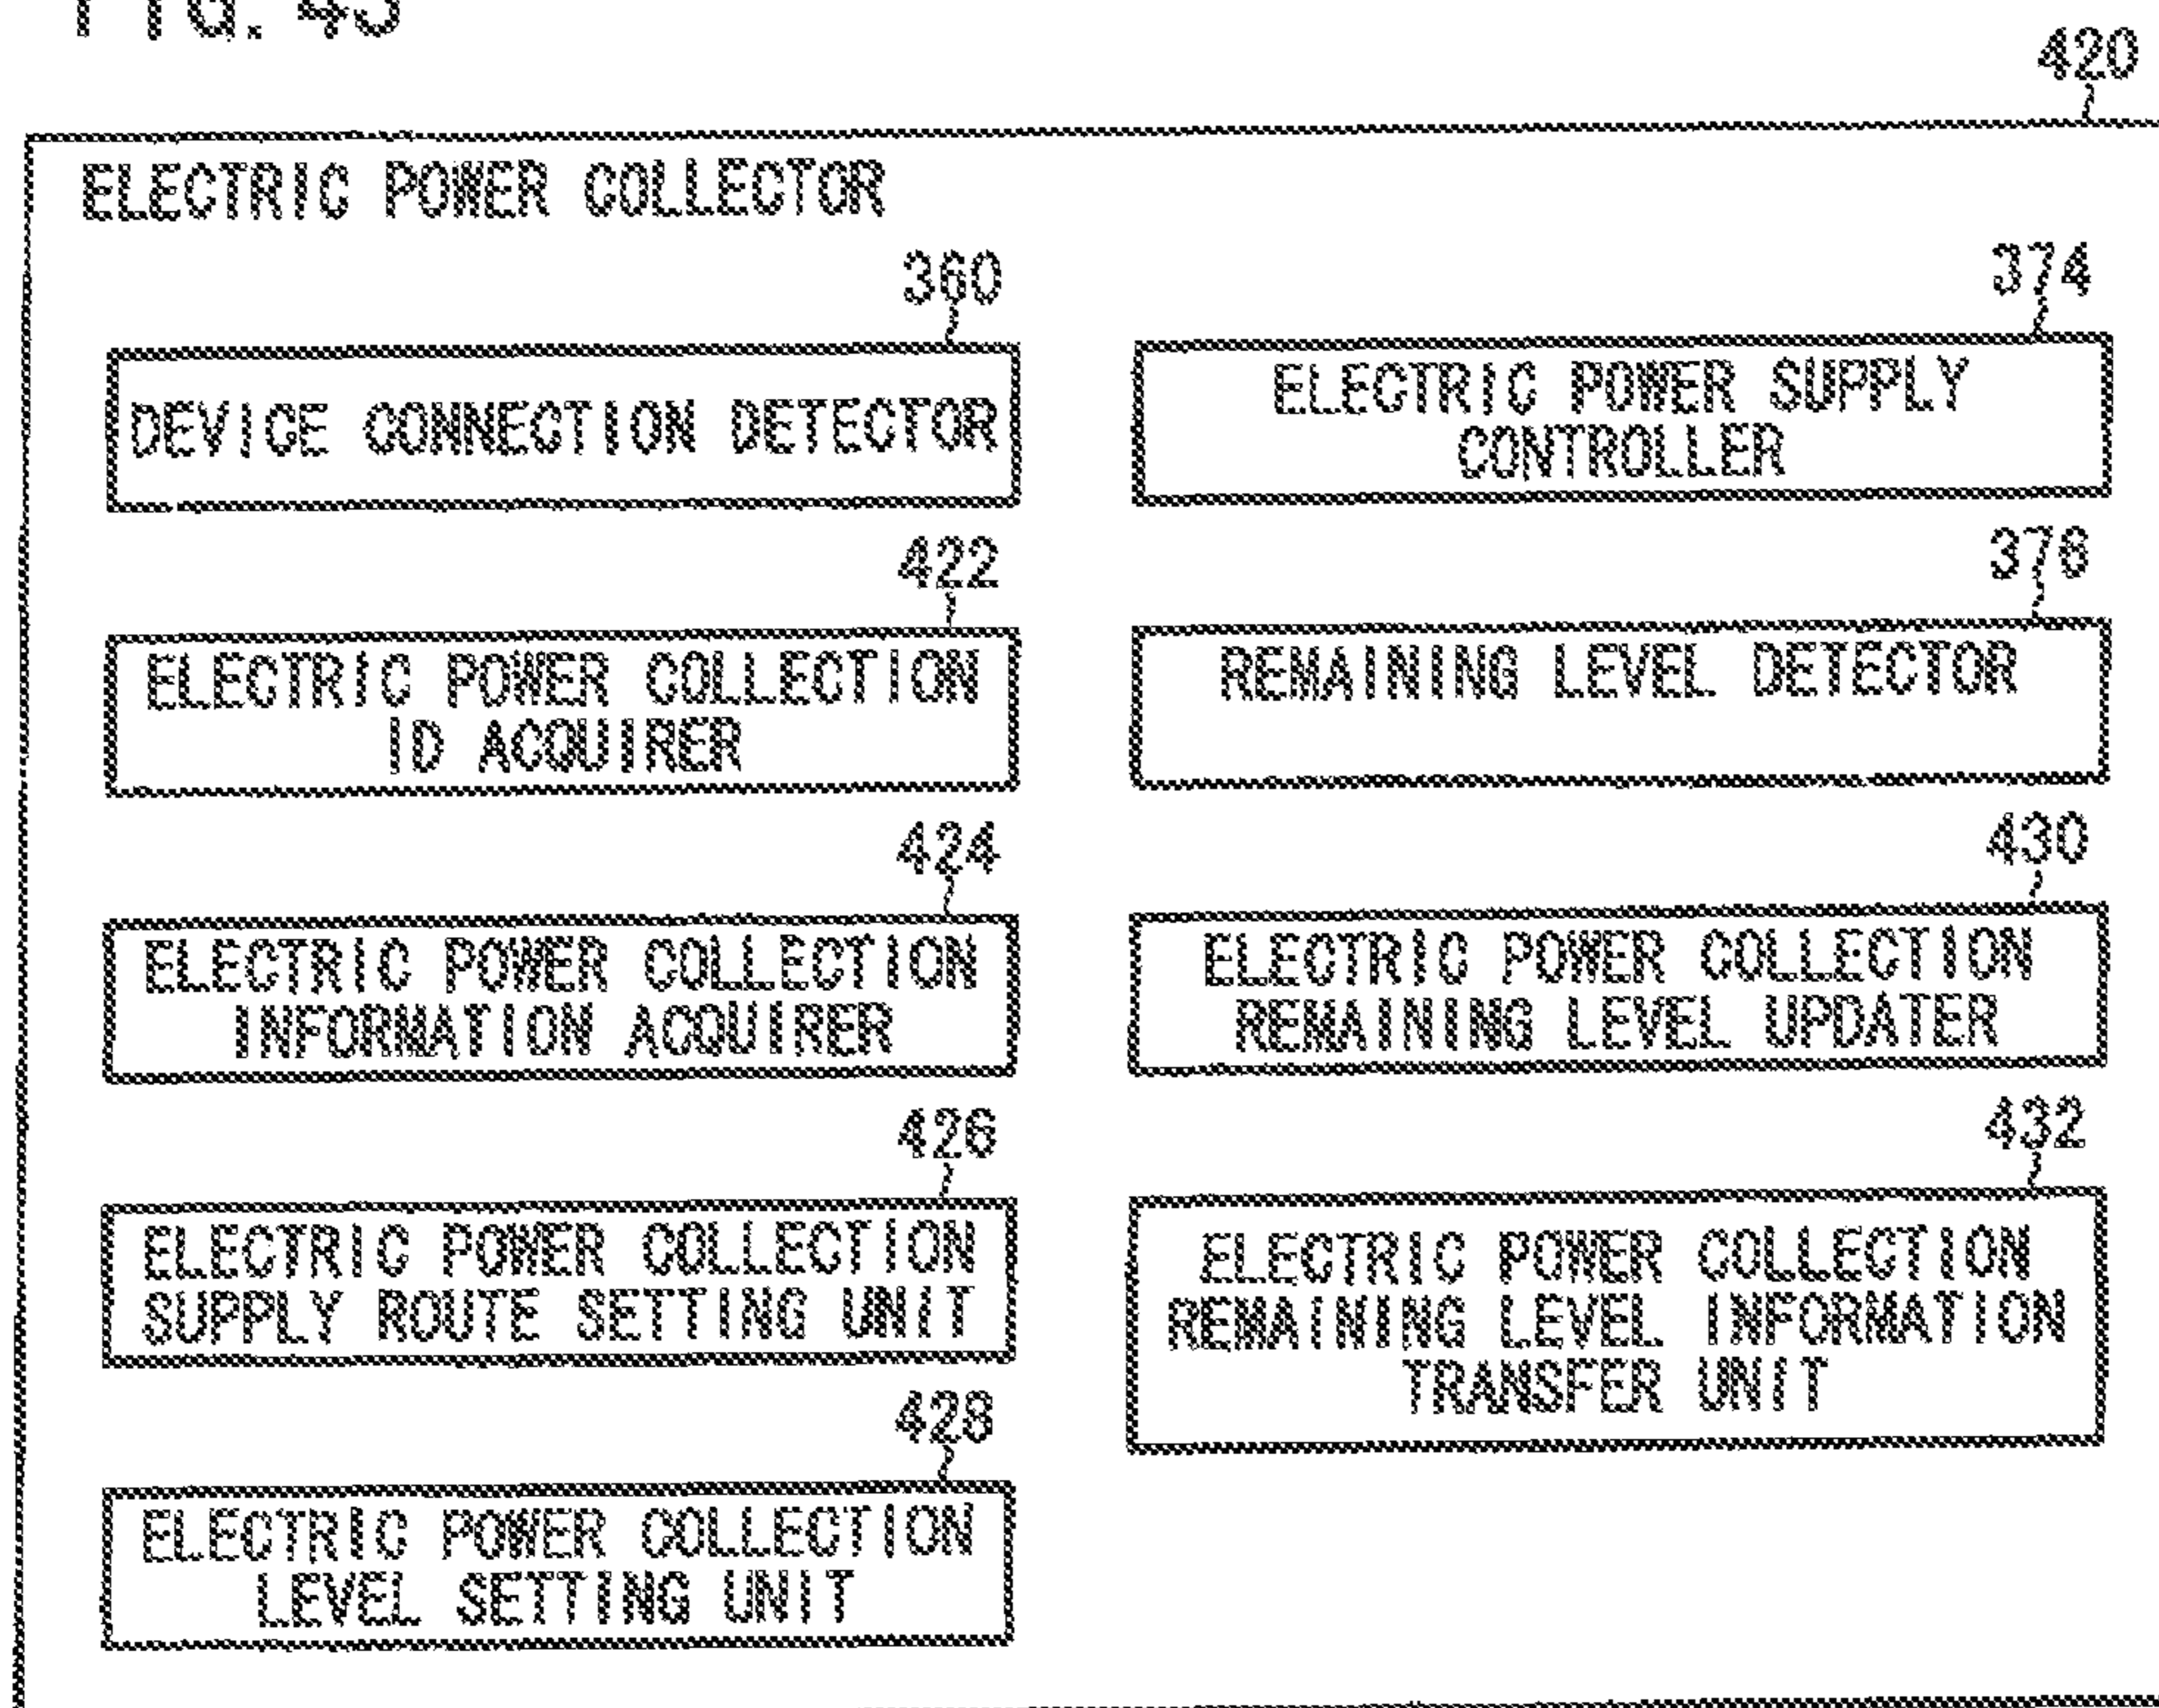 FIG. 43
420
ELECTRIC POWER COLLECTOR
360
DEVICE CONNECTION DETECTOR
422
ELECTRIC POWER COLLECTION
ID ACQUIRER
424
ELECTRIC POWER COLLECTION
INFORMATION ACQUIRER
426
ELECTRIC POWER COLLECTION
SUPPLY ROUTE SETTING UNIT
428
ELECTRIC POWER COLLECTION
LEVEL SETTING UNIT
374
ELECTRIC POWER SUPPLY
CONTROLLER
376
REMAINING LEVEL DETECTOR
430
ELECTRIC POWER COLLECTION
REMAINING LEVEL UPDATER
432
ELECTRIC POWER COLLECTION
REMAINING LEVEL INFORMATION
TRANSFER UNIT